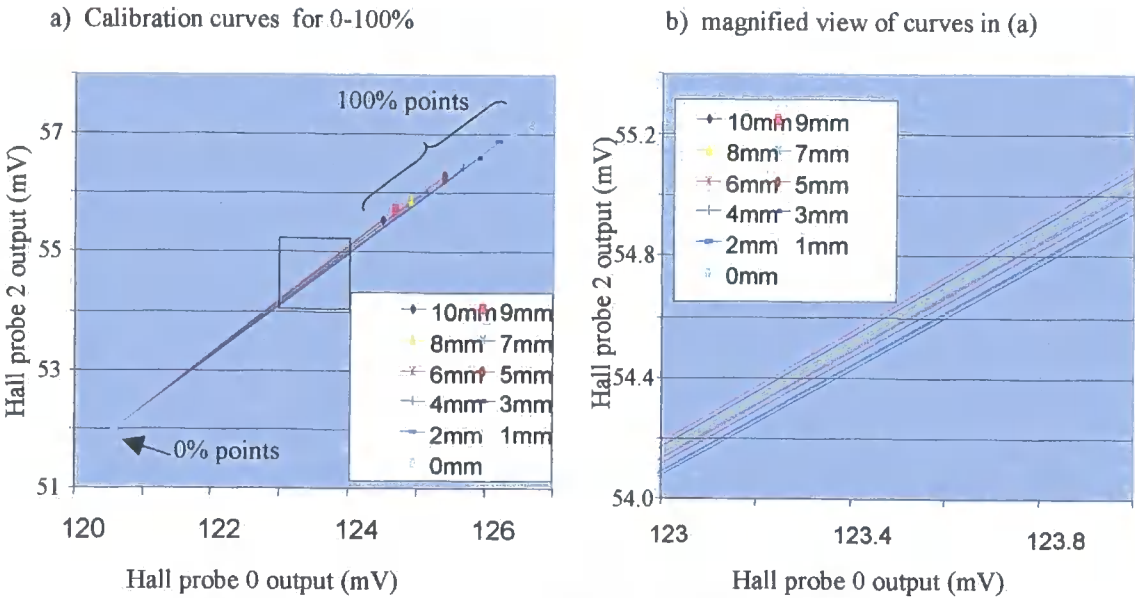 a) Calibration curves for 0-100%
57
55
53
51
120 122 124 126
Hall probe 2 output (mV)
Hall probe 0 output (mV)
100% points
0% points
10mm 9mm
8mm 7mm
6mm 5mm
4mm 3mm
2mm 1mm
0mm
b) magnified view of curves in (a)
55.2
54.8
54.4
54.0
123 123.4 123.8
Hall probe 2 output (mV)
Hall probe 0 output (mV)
10mm 9mm
8mm 7mm
6mm 5mm
4mm 3mm
2mm 1mm
0mm